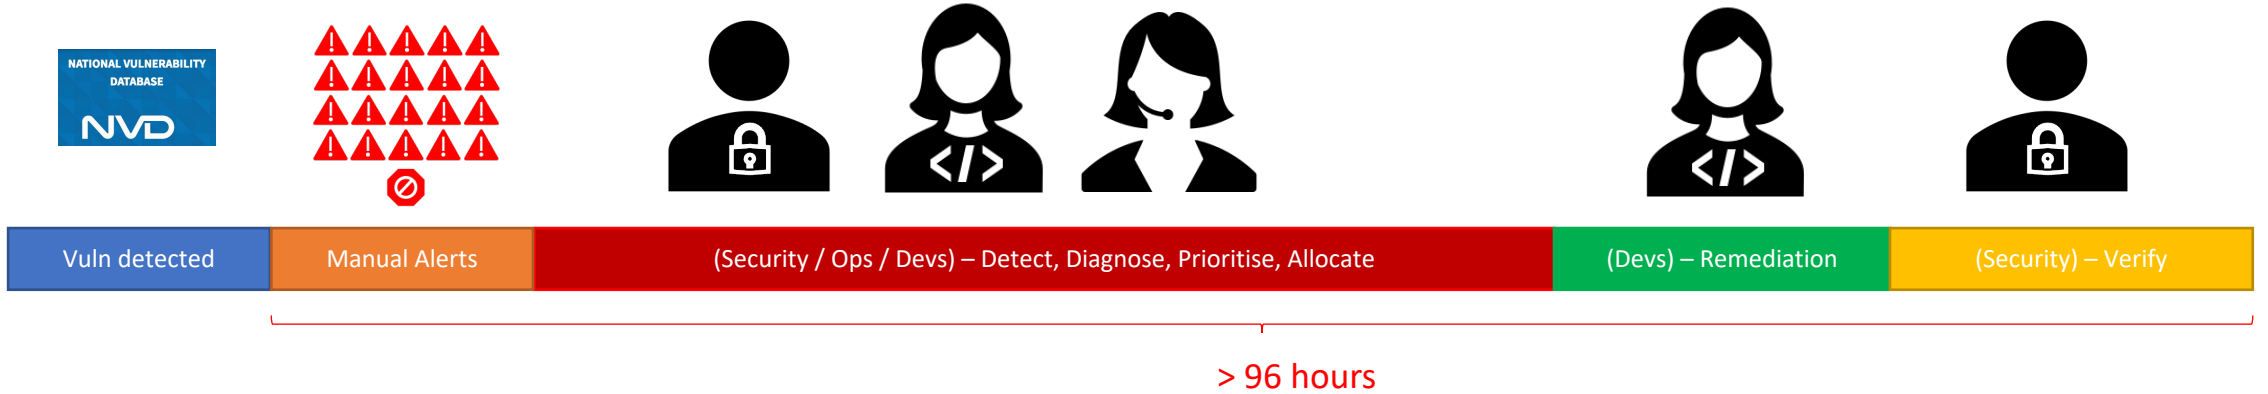 NATIONAL VULNERABILITY
DATABASE
NVD
</>
</>
Vuln detected
Manual Alerts
(Security / Ops / Devs) – Detect, Diagnose, Prioritise, Allocate
(Devs) – Remediation
(Security) – Verify
> 96 hours